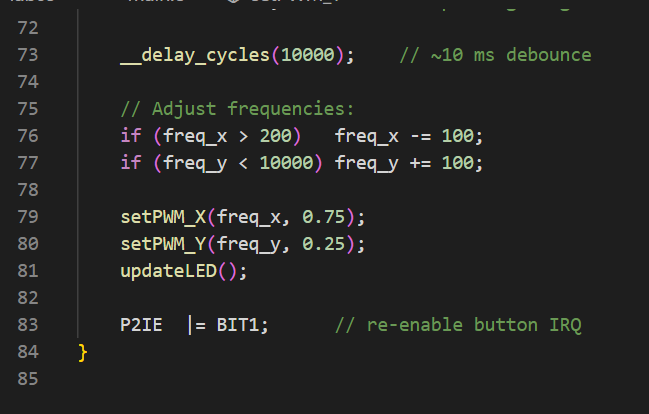 72
73 __delay_cycles(10000); // ~10 ms debounce
74
75 // Adjust frequencies:
76 if (freq_x > 200) freq_x -= 100;
77 if (freq_y < 10000) freq_y += 100;
78
79 setPWM_X(freq_x, 0.75);
80 setPWM_Y(freq_y, 0.25);
81 updateLED();
82
83 P2IE |= BIT1; // re-enable button IRQ
84 }
85